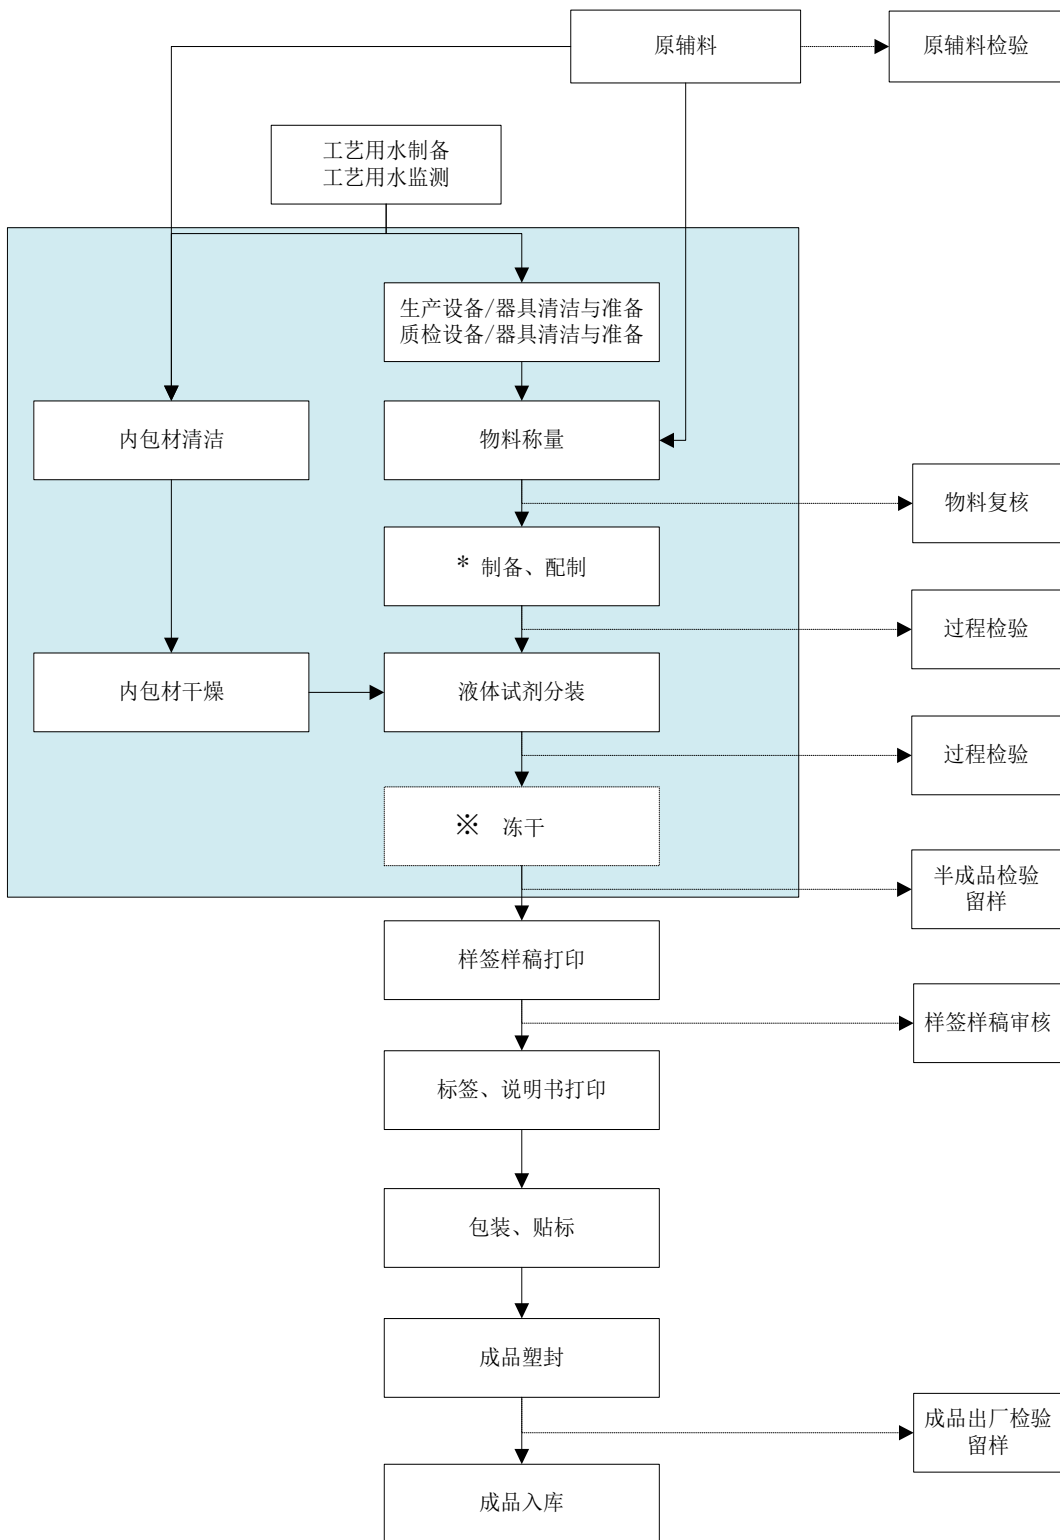 原辅料
原辅料检验
工艺用水制备
工艺用水监测
生产设备/器具清洁与准备
质检设备/器具清洁与准备
内包材清洁
物料称量
物料复核
* 制备、配制
过程检验
内包材干燥
液体试剂分装
过程检验
※ 冻干
半成品检验
留样
样签样稿打印
样签样稿审核
标签、说明书打印
包装、贴标
成品塑封
成品出厂检验
留样
成品入库